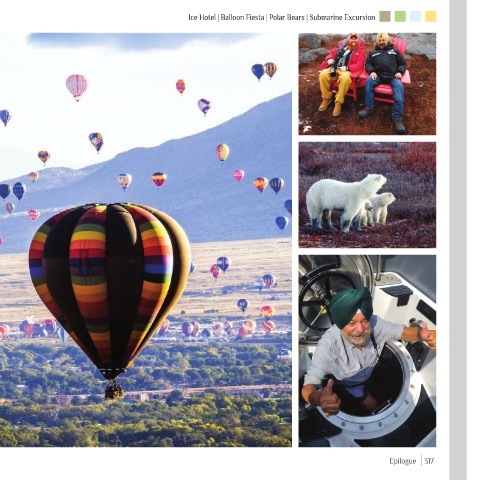 Ice Hotel | Balloon Fiesta | Polar Bears | Submarine Excursion
Epilogue | 317